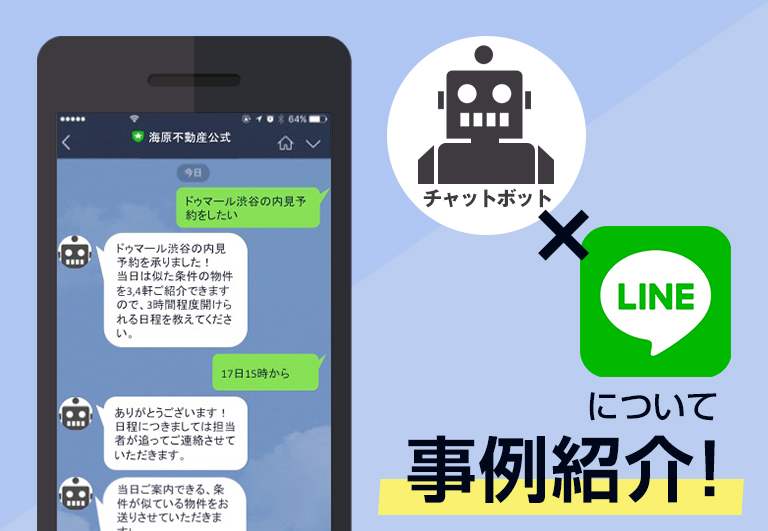 64%
海原不動産公式
今日
ドゥマール渋谷の内見予
約をしたい
ドゥマール渋谷の内見
予約を承りました！
当日は似た条件の物件
を3,4軒ご紹介できます
ので、3時間程度開けら
れる日程を教えてくださ
い。
17日15時から
ありがとうございます！
日程につきましては担当
者が追ってご連絡させて
いただきます。
当日ご案内できる、条
件が似ている物件をお
送りさせていただきま
チャットボット
×
LINE
について
事例紹介!